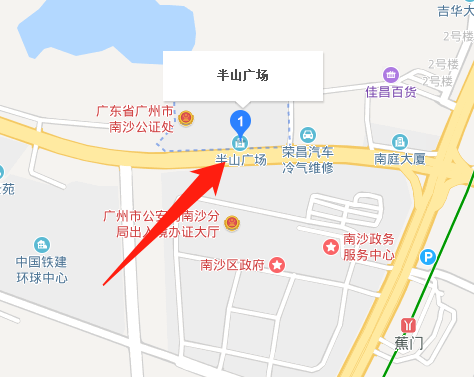 吉华大
2号楼
2号楼
2号楼
半山广场
佳昌百货
广东省广州市
南沙公证处
1
半山广场
荣昌汽车
冷气维修
南庭大厦
苑
广州市公安局南沙分
局出入境办证大厅
中国铁建
环球中心
南沙政务
服务中心
南沙区政府
P
蕉门